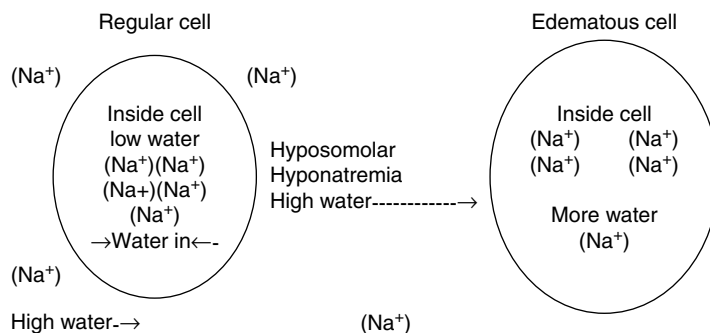 Regular cell
Edematous cell
(Na⁺)
(Na⁺)
Inside cell
low water
(Na⁺)(Na⁺)
(Na+)(Na⁺)
(Na⁺)
→Water in←-
Hyposomolar
Hyponatremia
High water------------→
Inside cell
(Na⁺) (Na⁺)
(Na⁺) (Na⁺)
More water
(Na⁺)
(Na⁺)
High water-→
(Na⁺)